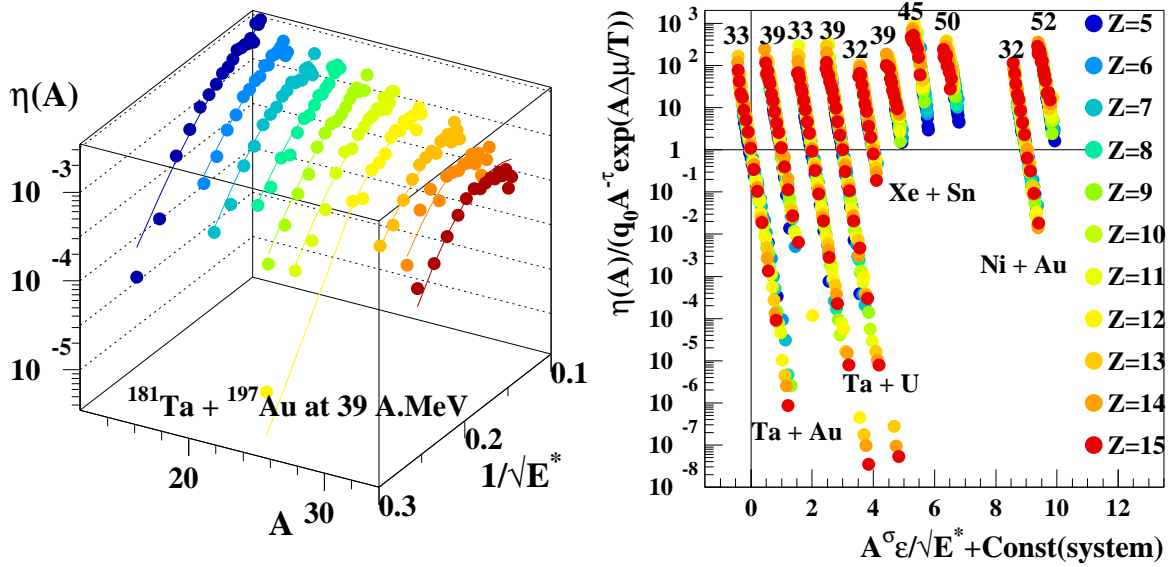 η(A)
10 -3
10 -4
10 -5
181Ta + 197Au at 39 A.MeV
20
30
A
0.1
0.2
0.3
1/√E*
η(A)/(q0A-τexp(AΔμ/T)
10 3
10 2
10
1
10 -1
10 -2
10 -3
10 -4
10 -5
10 -6
10 -7
10 -8
33 39 33 39 32 39 45 50 32 52
Xe + Sn
Ni + Au
Ta + U
Ta + Au
Z=5
Z=6
Z=7
Z=8
Z=9
Z=10
Z=11
Z=12
Z=13
Z=14
Z=15
0 2 4 6 8 10 12
Aσε/√E*+Const(system)